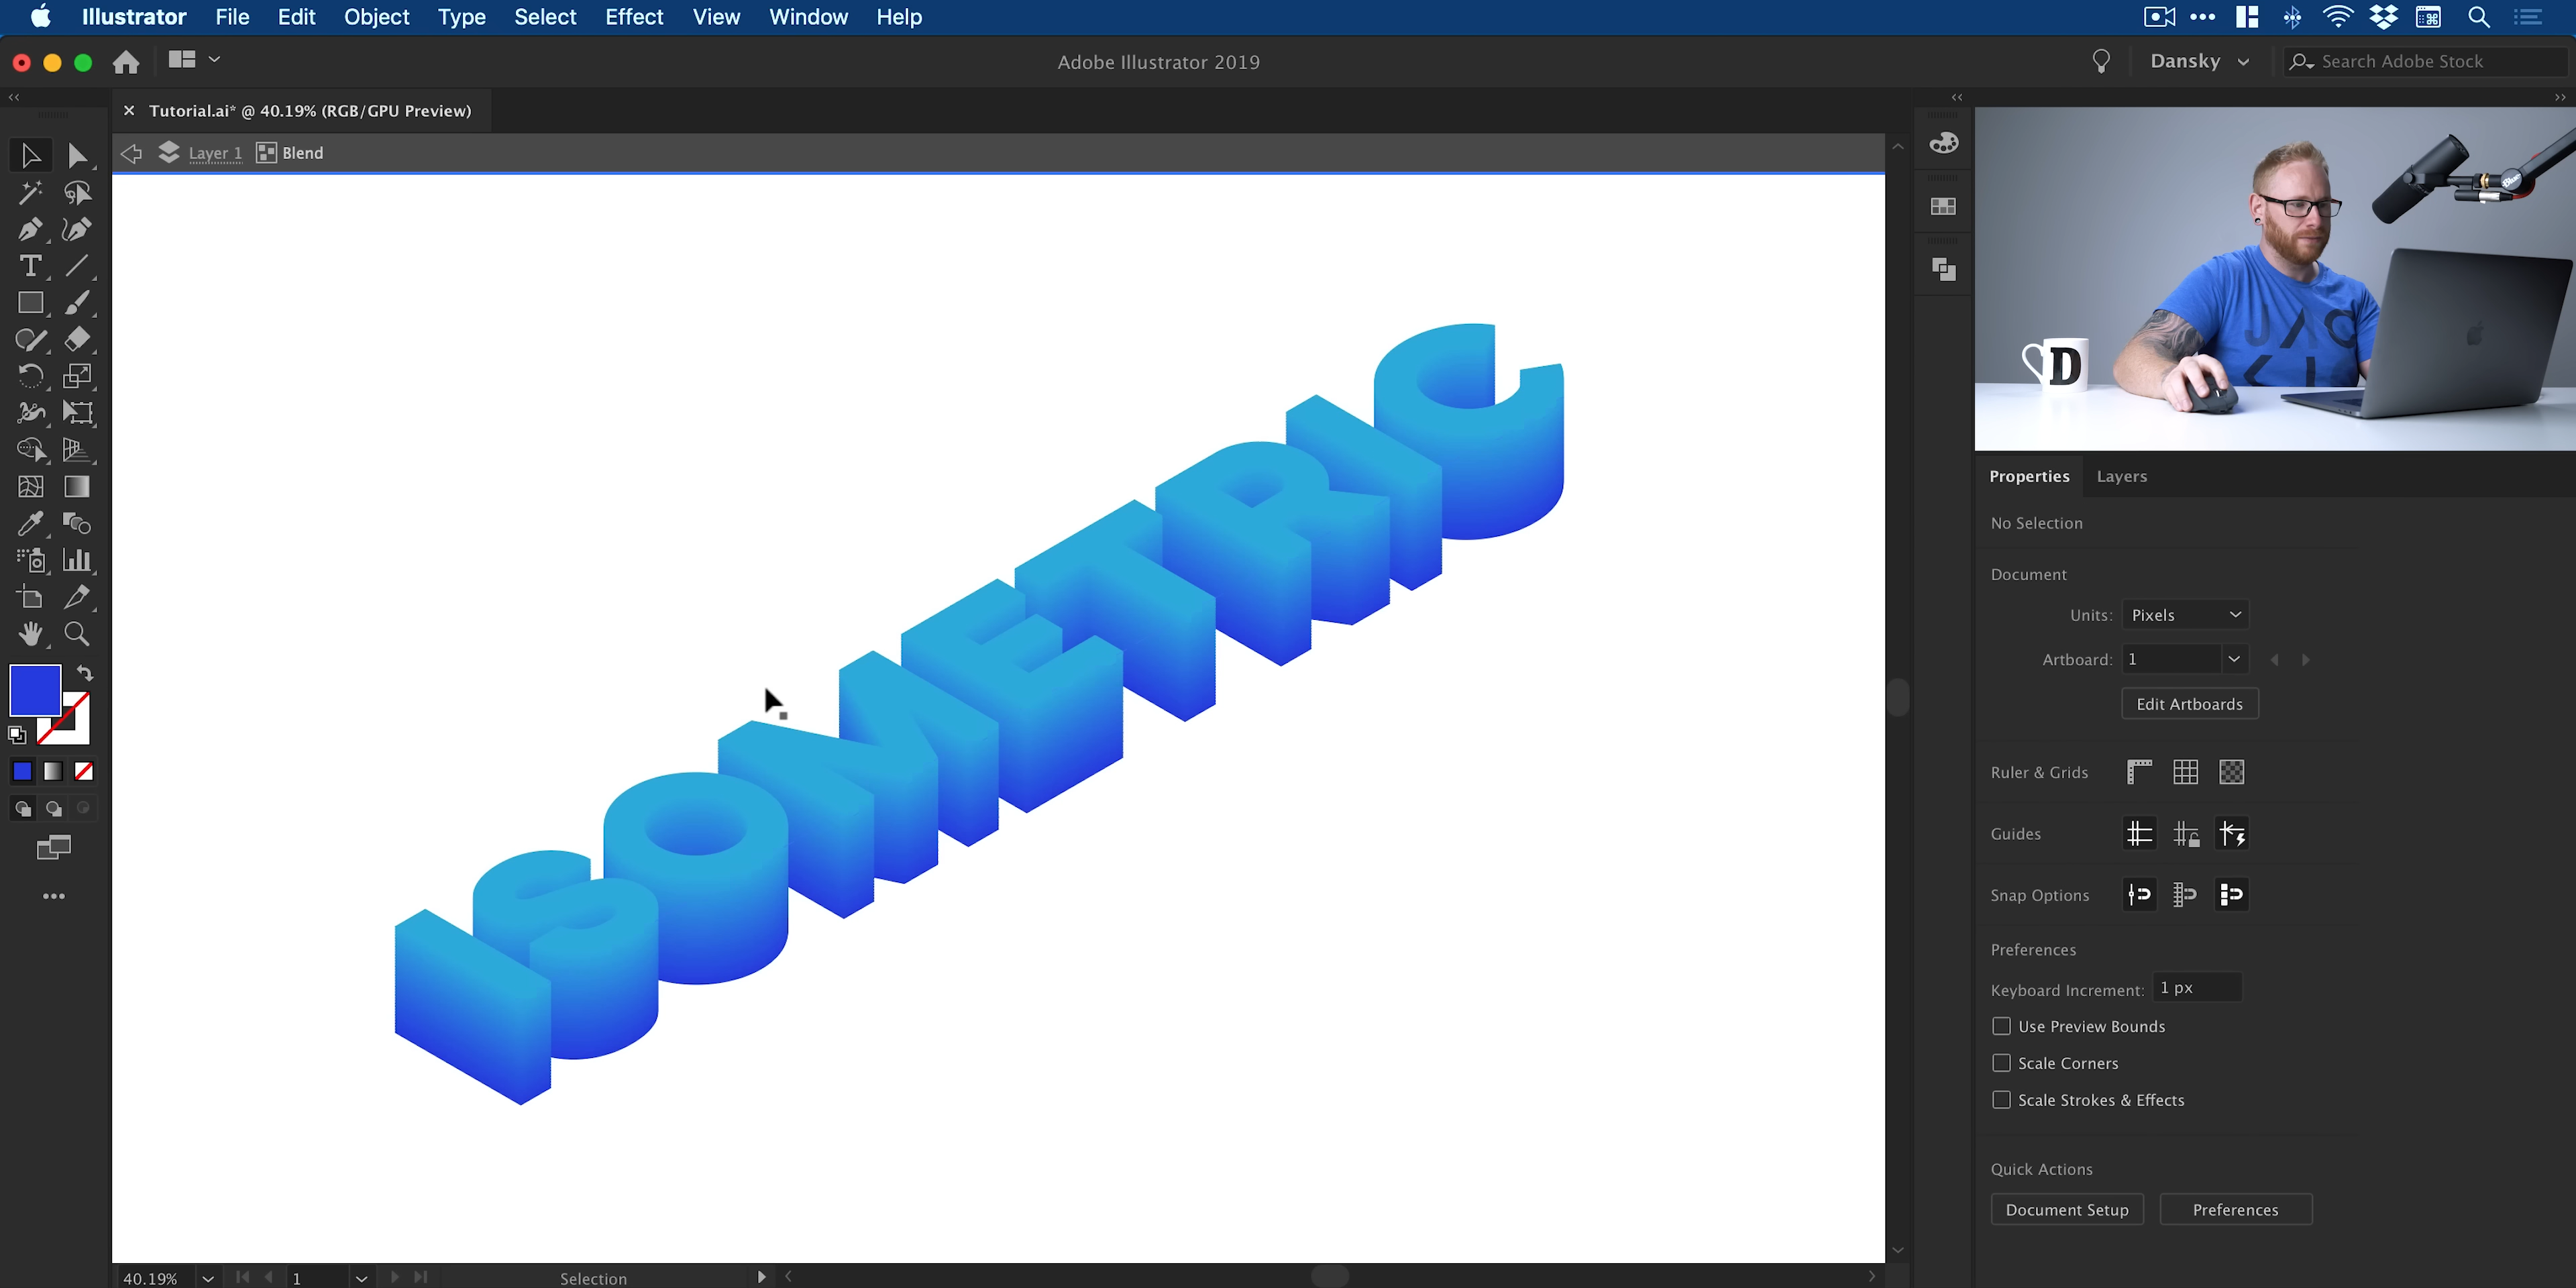 Illustrator File Edit Object Type Select Effect View Window Help
Adobe Illustrator 2019
Dansky
Search Adobe Stock
Tutorial.ai* @ 40.19% (RGB/GPU Preview)
Layer 1 Blend
ISOMETRIC
D
Blue
JAC
KI
Properties Layers
No Selection
Document
Units: Pixels
Artboard: 1
Edit Artboards
Ruler & Grids
Guides
Snap Options
Preferences
Keyboard Increment: 1 px
Use Preview Bounds
Scale Corners
Scale Strokes & Effects
Quick Actions
Document Setup Preferences
40.19% 1 Selection